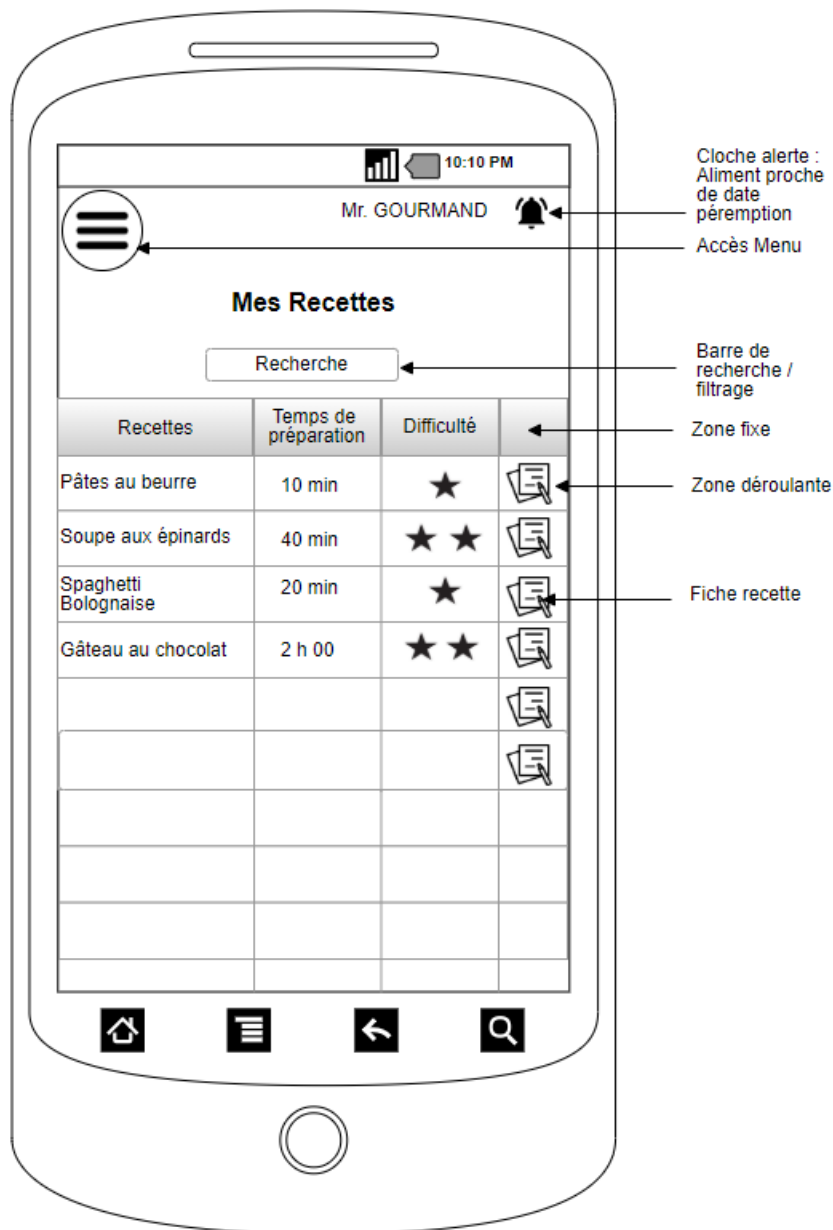 10:10 PM
Mr. GOURMAND
Cloche alerte :
Aliment proche
de date
péremption
Accès Menu
Mes Recettes
Recherche
Barre de
recherche /
filtrage
Recettes
Temps de
préparation
Difficulté
Zone fixe
Pâtes au beurre
10 min
Zone déroulante
Soupe aux épinards
40 min
Spaghetti
Bolognaise
20 min
Fiche recette
Gâteau au chocolat
2 h 00